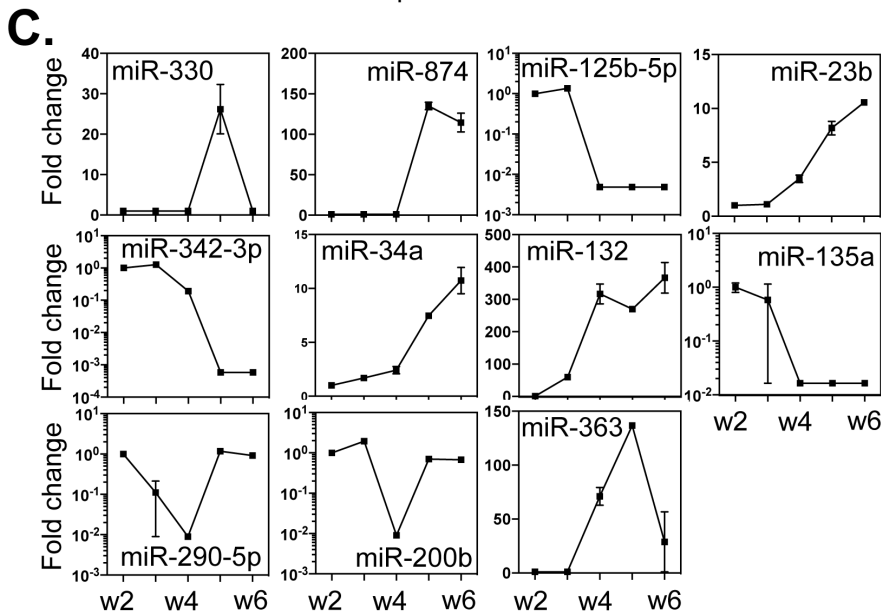 C.
Fold change
40
30
20
10
0
miR-330
200
150
100
50
0
miR-874
10¹
10⁰
10⁻¹
10⁻²
10⁻³
miR-125b-5p
15
10
5
0
miR-23b
Fold change
10¹
10⁰
10⁻¹
10⁻²
10⁻³
10⁻⁴
miR-342-3p
15
10
5
0
miR-34a
500
400
300
200
100
0
miR-132
10¹
10⁰
10⁻¹
10⁻²
miR-135a
w2 w4 w6
Fold change
10¹
10⁰
10⁻¹
10⁻²
10⁻³
miR-290-5p
w2 w4 w6
10¹
10⁰
10⁻¹
10⁻²
10⁻³
miR-200b
w2 w4 w6
150
100
50
0
miR-363
w2 w4 w6